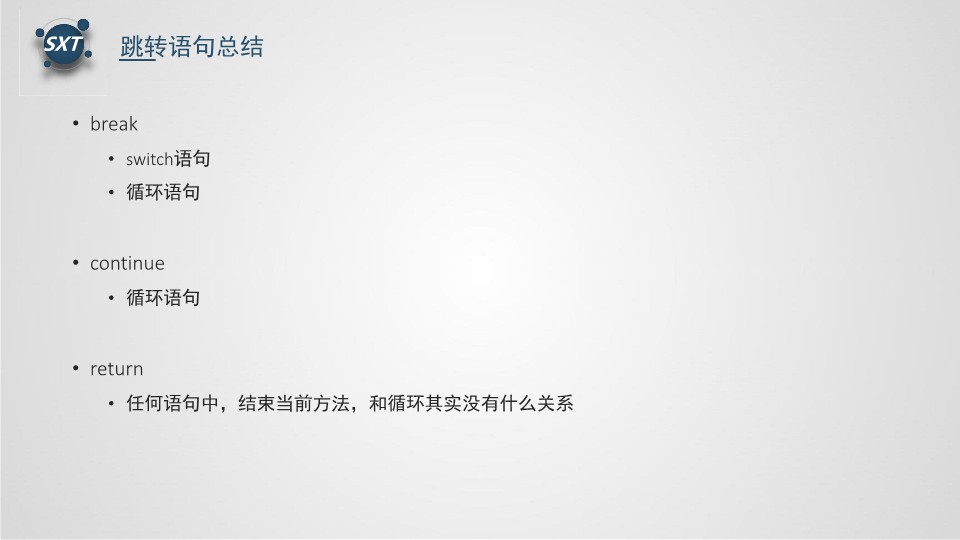 SXT
跳转语句总结
• break
• switch语句
• 循环语句
• continue
• 循环语句
• return
• 任何语句中，结束当前方法，和循环其实没有什么关系